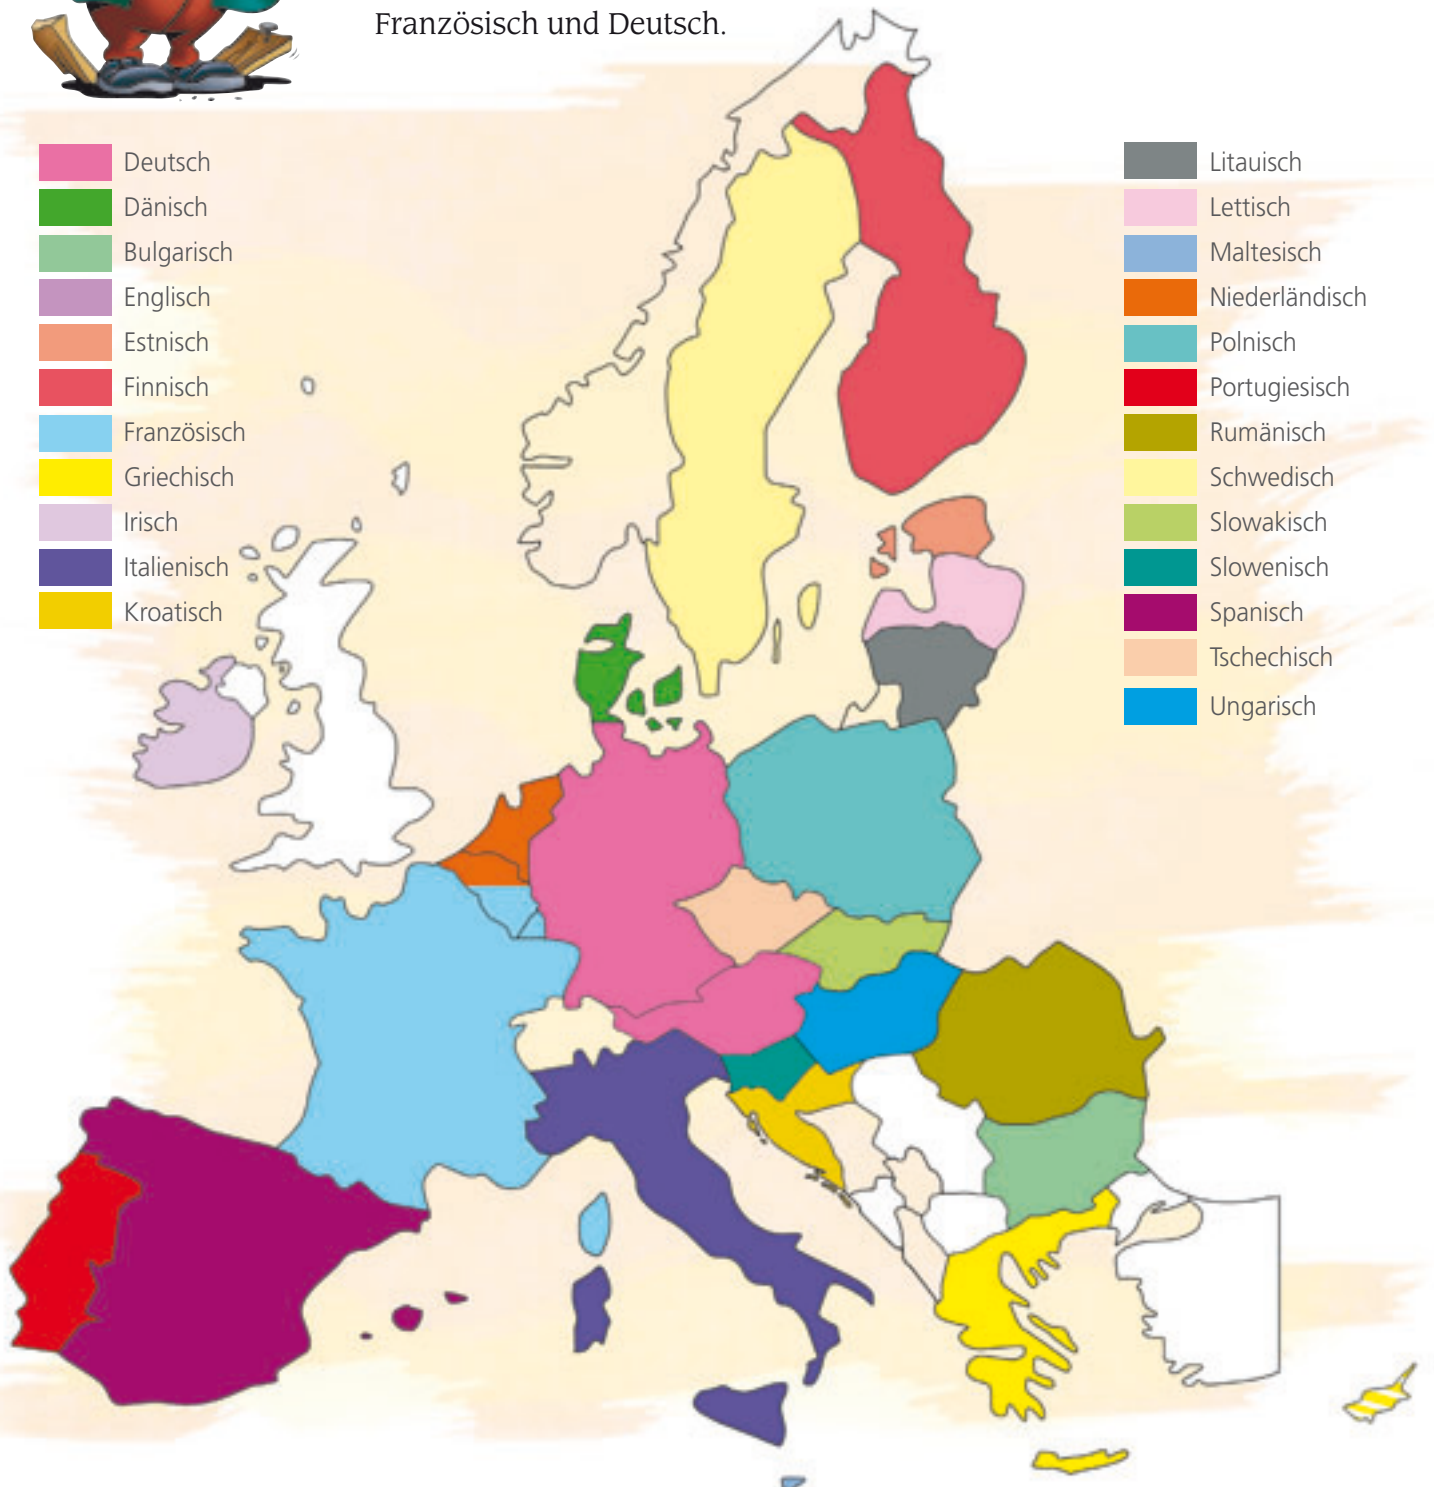 Französisch und Deutsch.
Deutsch
Dänisch
Bulgarisch
Englisch
Estnisch
Finnisch
Französisch
Griechisch
Irisch
Italienisch
Kroatisch
Litauisch
Lettisch
Maltesisch
Niederländisch
Polnisch
Portugiesisch
Rumänisch
Schwedisch
Slowakisch
Slowenisch
Spanisch
Tschechisch
Ungarisch